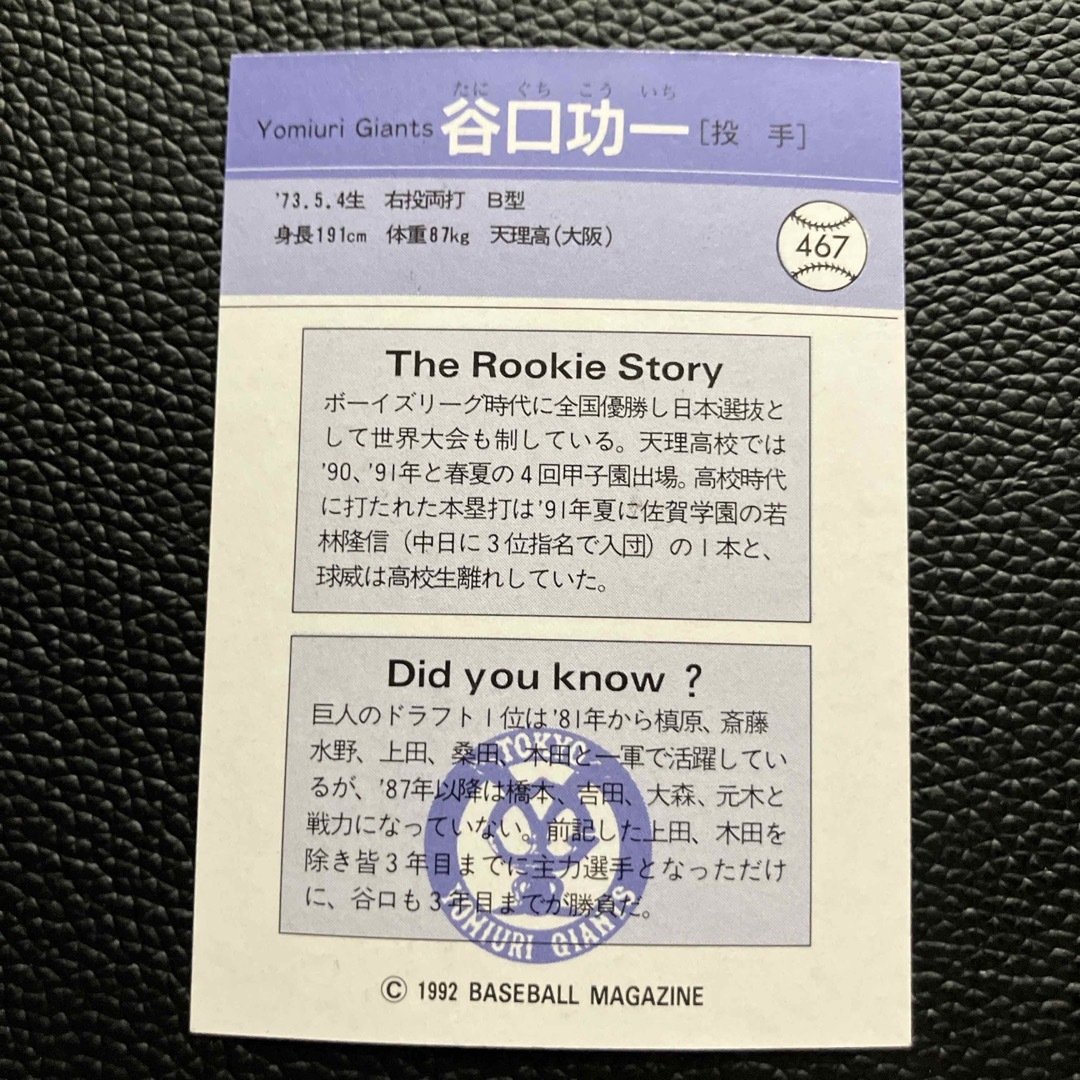 たに ぐち こう いち
Yomiuri Giants 谷口功一 [投 手]
'73.5.4生 右投両打 B型
身長191cm 体重87kg 天理高(大阪)
467
The Rookie Story
ボーイズリーグ時代に全国優勝し日本選抜と
して世界大会も制している。天理高校では
'90、'91年と春夏の4回甲子園出場。高校時代
に打たれた本塁打は'91年夏に佐賀学園の若
林隆信（中日に3位指名で入団）の1本と、
球威は高校生離れしていた。
Did you know ?
巨人のドラフト1位は'81年から槙原、斎藤
水野、上田、桑田、木田と一軍で活躍してい
るが、'87年以降は橋本、吉田、大森、元木と
戦力になっていない。前記した上田、木田を
除き皆3年目までに主力選手となっただけ
に、谷口も3年目までが勝負だ。
TOKYO
YOMIURI GIANTS
© 1992 BASEBALL MAGAZINE